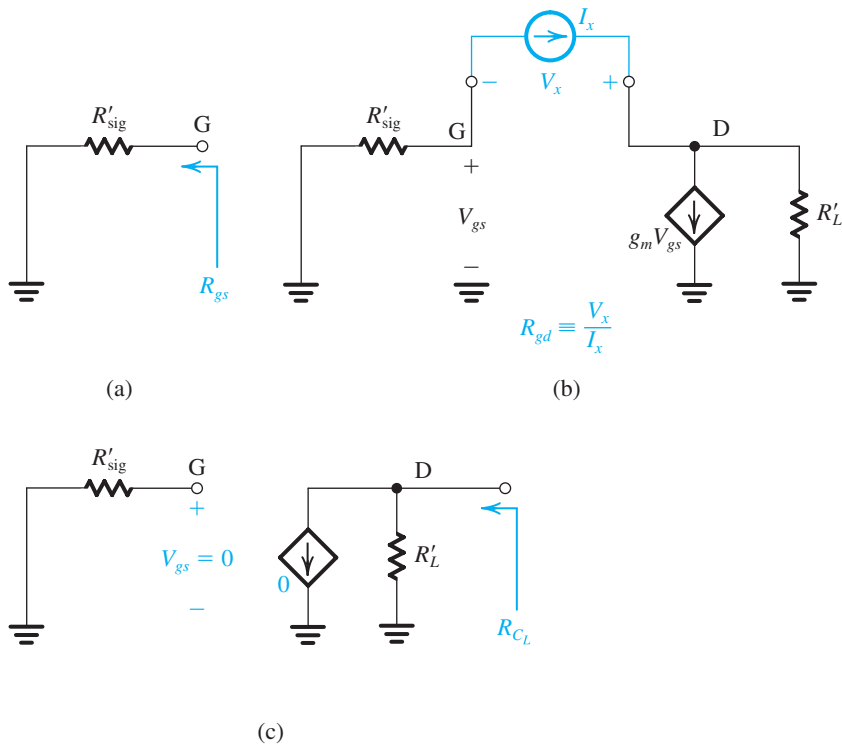 R′sig
G
Rgs
(a)
Ix
− Vx +
R′sig
G
D
+
Vgs
−
gmVgs
R′L
Rgd ≡ Vx / Ix
(b)
R′sig
G
+
Vgs = 0
−
D
0
R′L
RCL
(c)